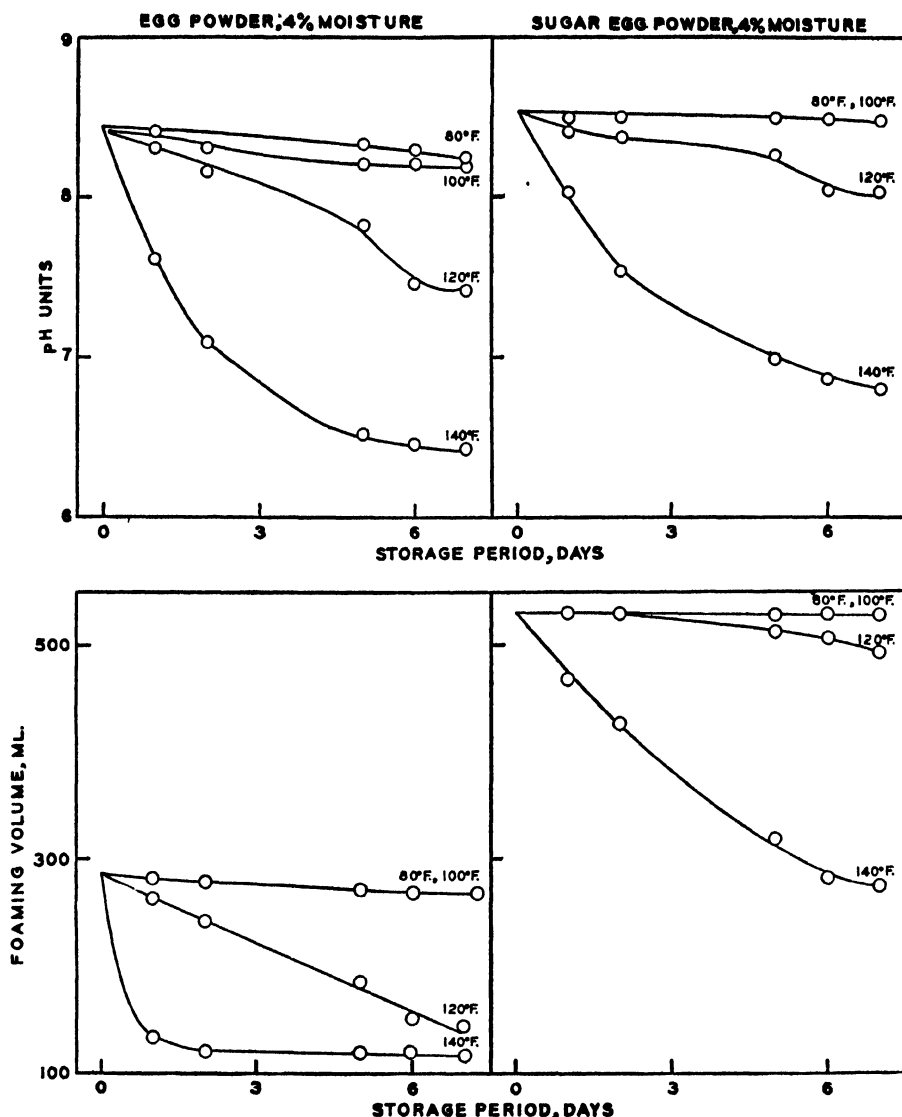 EGG POWDER, 4% MOISTURE
SUGAR EGG POWDER, 4% MOISTURE
9
8
7
6
pH UNITS
80°F.
100°F.
120°F.
140°F.
80°F., 100°F.
120°F.
140°F.
0 3 6 0 3 6
STORAGE PERIOD, DAYS
500
300
100
FOAMING VOLUME, ML.
80°F., 100°F.
120°F.
140°F.
80°F., 100°F.
120°F.
140°F.
0 3 6 0 3 6
STORAGE PERIOD, DAYS